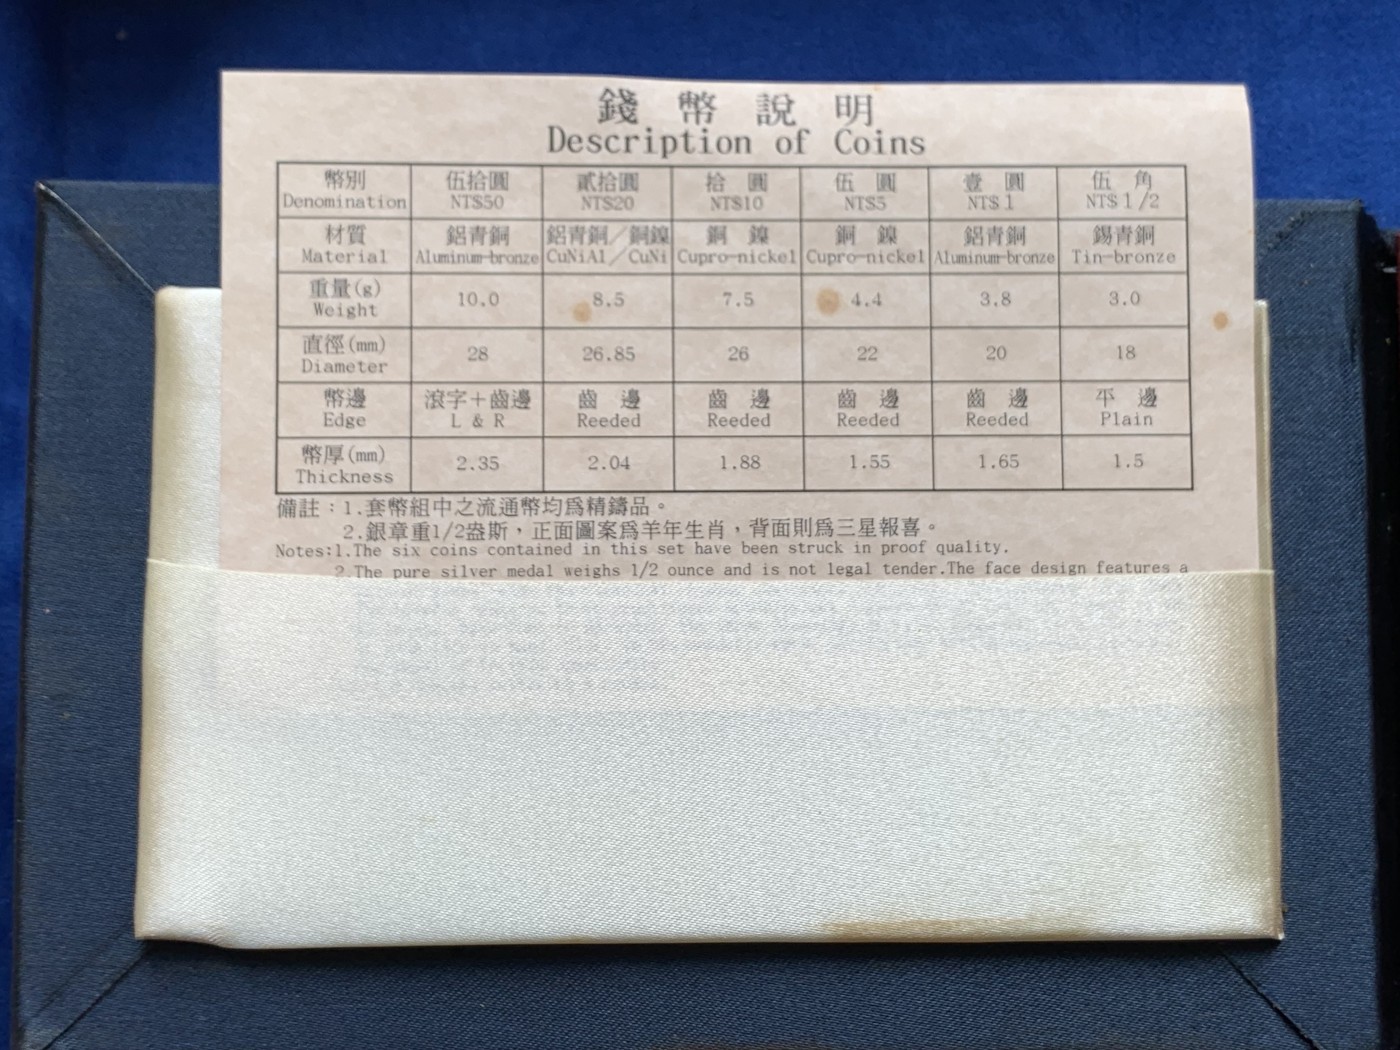 錢幣說明
Description of Coins
幣別 伍拾圓 貳拾圓 拾圓 伍圓 壹圓 伍角
Denomination NT$50 NT$20 NT$10 NT$5 NT$1 NT$1/2
材質 鋁青銅 鋁青銅/銅鎳 銅鎳 銅鎳 鋁青銅 錫青銅
Material Aluminum-bronze CuNiAl/CuNi Cupro-nickel Cupro-nickel Aluminum-bronze Tin-bronze
重量(g) 10.0 8.5 7.5 4.4 3.8 3.0
Weight
直徑(mm) 28 26.85 26 22 20 18
Diameter
幣邊 滾字+齒邊 齒邊 齒邊 齒邊 齒邊 平邊
Edge L & R Reeded Reeded Reeded Reeded Plain
幣厚(mm) 2.35 2.04 1.88 1.55 1.65 1.5
Thickness
備註:1.套幣組中之流通幣均為精鑄品。
2.銀章重1/2盎斯,正面圖案為羊年生肖,背面則為三星報喜。
Notes:1.The six coins contained in this set have been struck in proof quality.
2.The pure silver medal weighs 1/2 ounce and is not legal tender.The face design features a